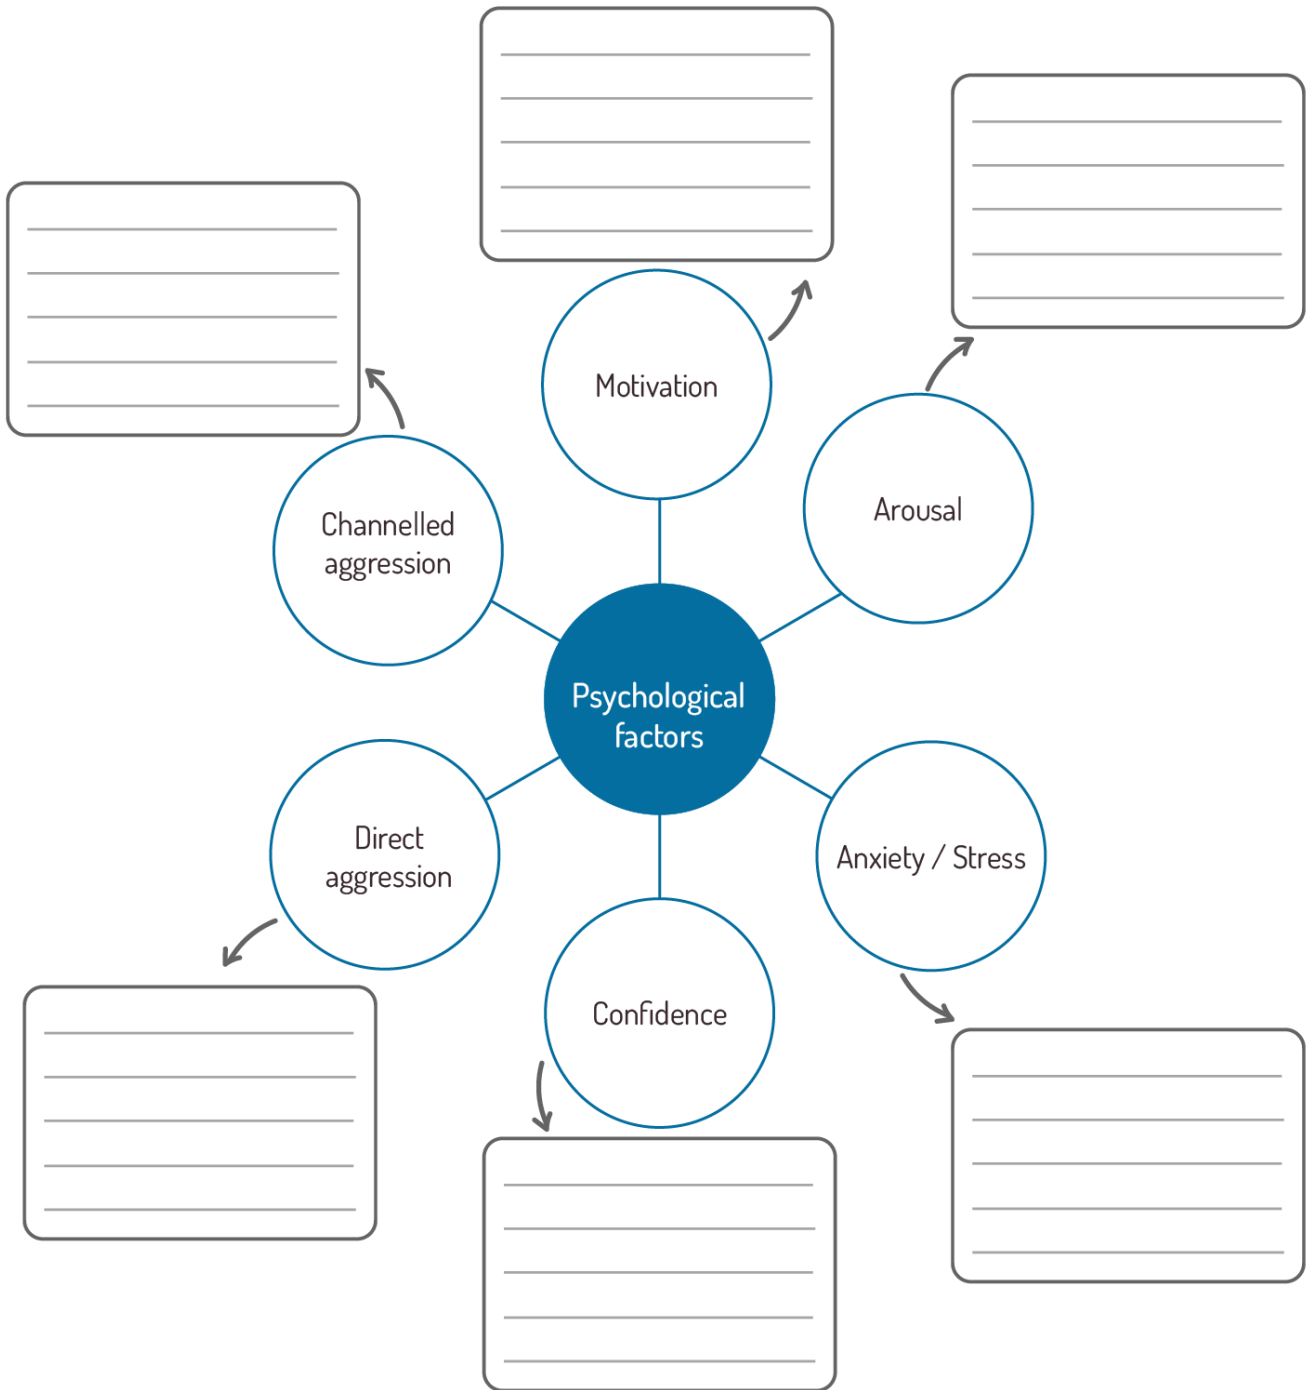 Motivation
Arousal
Channelled
aggression
Psychological
factors
Direct
aggression
Anxiety / Stress
Confidence